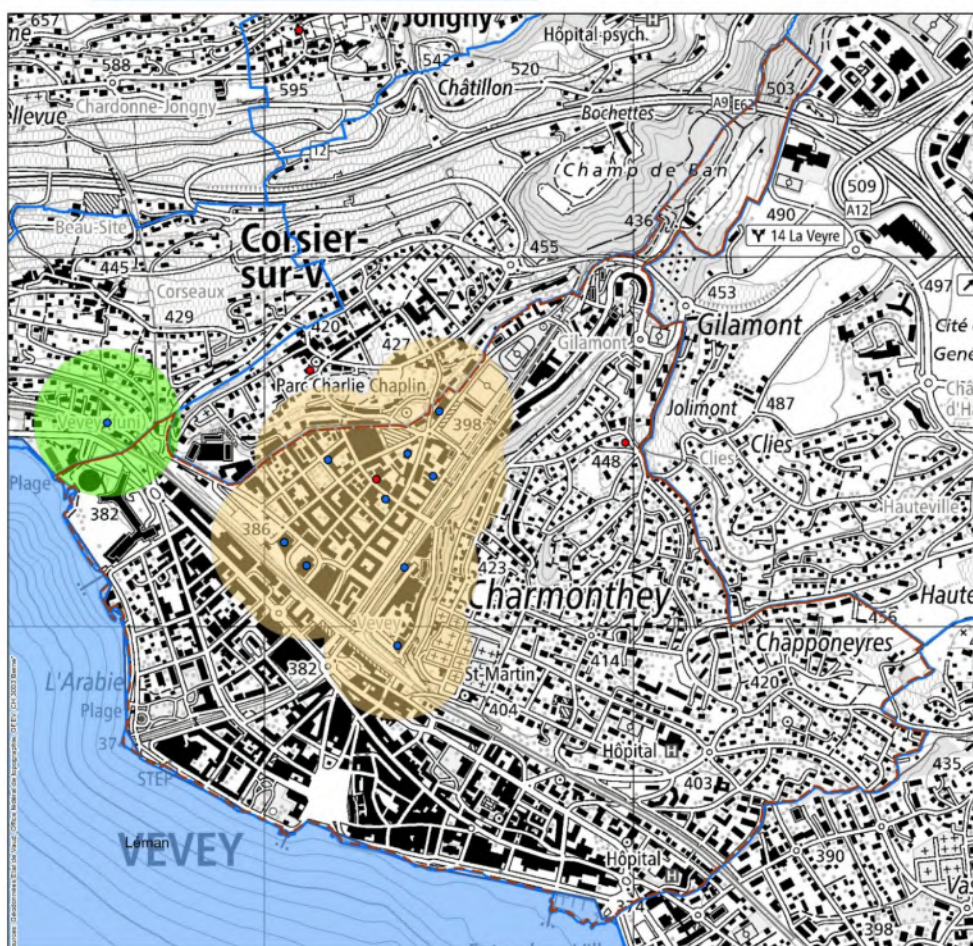 657
Jongny
Hôpital psych.
H
588
542
520
595
Châtillon
503
Chardonne-Jongny
ellevue
A9
E62
Bochettes
12
Champ de Ban
509
A12
436
490
Beau-Site
Corsier-
sur-V.
14 La Veyre
455
445
Corseaux
453
497
429
420
Gilamont
Cité
427
Gilamont
Parc Charlie Chaplin
Jolimont
487
398
Clies
448
Clies
Plage
382
386
Hauteville
423
Charmonthey
Haute
Vevey
Chapponeyres
382
414
St-Martin
420
L'Arabie
404
Plage
37
Hôpital
H
435
403
STEP
VEVEY
Léman
390
Hôpital
H
374
398